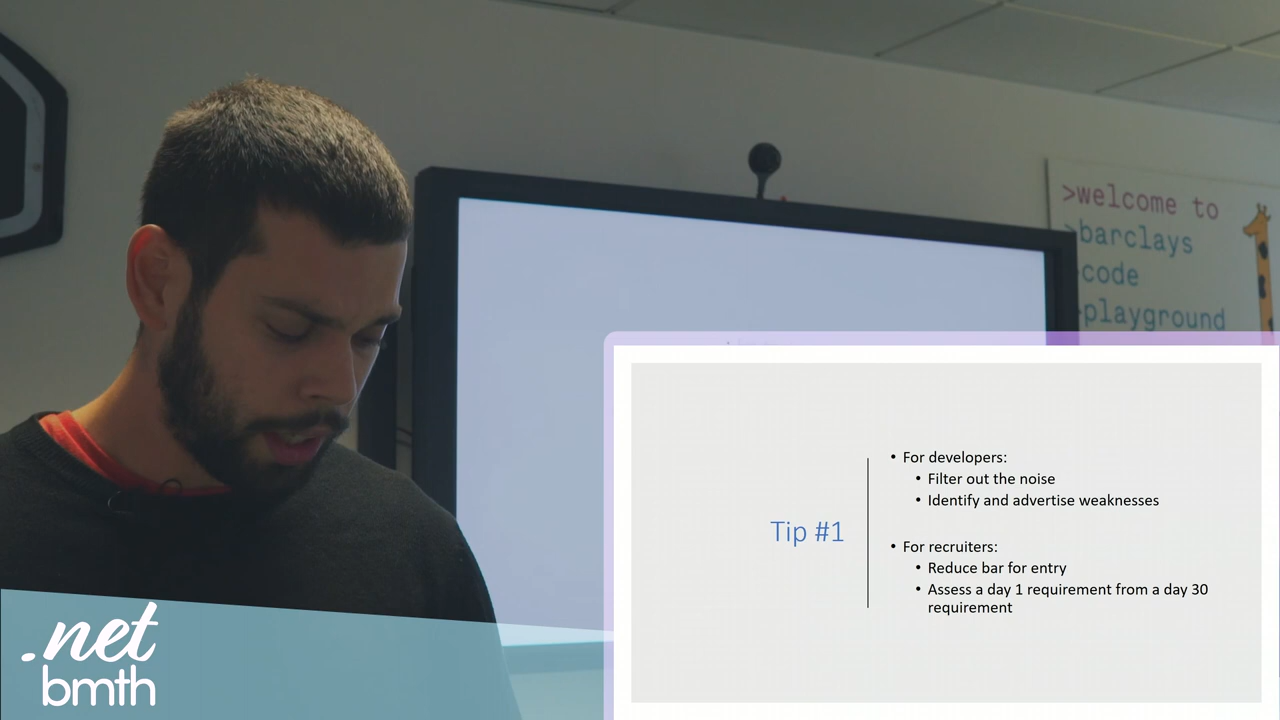 >welcome to
>barclays
>code
>playground
Tip #1
• For developers:
• Filter out the noise
• Identify and advertise weaknesses
• For recruiters:
• Reduce bar for entry
• Assess a day 1 requirement from a day 30
requirement
.net
bmth